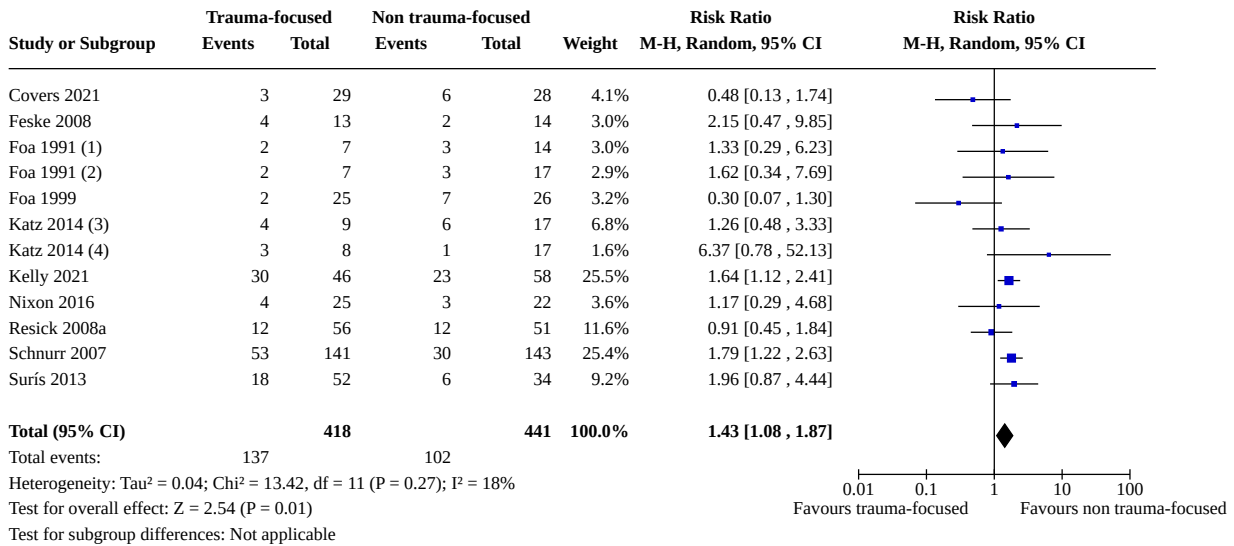 Trauma-focused Non trauma-focused Risk Ratio Risk Ratio
Study or Subgroup Events Total Events Total Weight M-H, Random, 95% CI M-H, Random, 95% CI
Covers 2021 3 29 6 28 4.1% 0.48 [0.13 , 1.74]
Feske 2008 4 13 2 14 3.0% 2.15 [0.47 , 9.85]
Foa 1991 (1) 2 7 3 14 3.0% 1.33 [0.29 , 6.23]
Foa 1991 (2) 2 7 3 17 2.9% 1.62 [0.34 , 7.69]
Foa 1999 2 25 7 26 3.2% 0.30 [0.07 , 1.30]
Katz 2014 (3) 4 9 6 17 6.8% 1.26 [0.48 , 3.33]
Katz 2014 (4) 3 8 1 17 1.6% 6.37 [0.78 , 52.13]
Kelly 2021 30 46 23 58 25.5% 1.64 [1.12 , 2.41]
Nixon 2016 4 25 3 22 3.6% 1.17 [0.29 , 4.68]
Resick 2008a 12 56 12 51 11.6% 0.91 [0.45 , 1.84]
Schnurr 2007 53 141 30 143 25.4% 1.79 [1.22 , 2.63]
Surís 2013 18 52 6 34 9.2% 1.96 [0.87 , 4.44]
Total (95% CI) 418 441 100.0% 1.43 [1.08 , 1.87]
Total events: 137 102
Heterogeneity: Tau² = 0.04; Chi² = 13.42, df = 11 (P = 0.27); I² = 18%
0.01 0.1 1 10 100
Test for overall effect: Z = 2.54 (P = 0.01) Favours trauma-focused Favours non trauma-focused
Test for subgroup differences: Not applicable